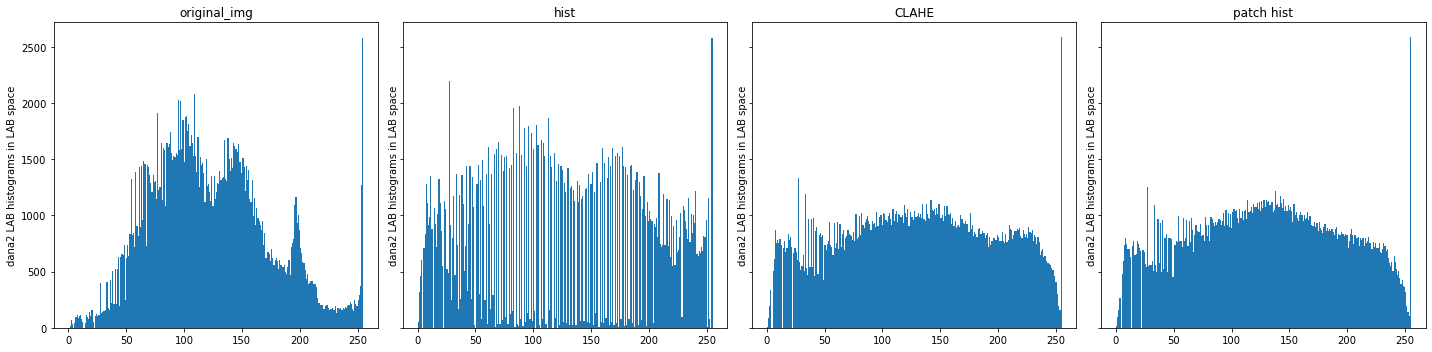 original_img
hist
CLAHE
patch hist
dana2 LAB histograms in LAB space
dana2 LAB histograms in LAB space
dana2 LAB histograms in LAB space
dana2 LAB histograms in LAB space
2500
2000
1500
1000
500
0
0 50 100 150 200 250
0 50 100 150 200 250
0 50 100 150 200 250
0 50 100 150 200 250